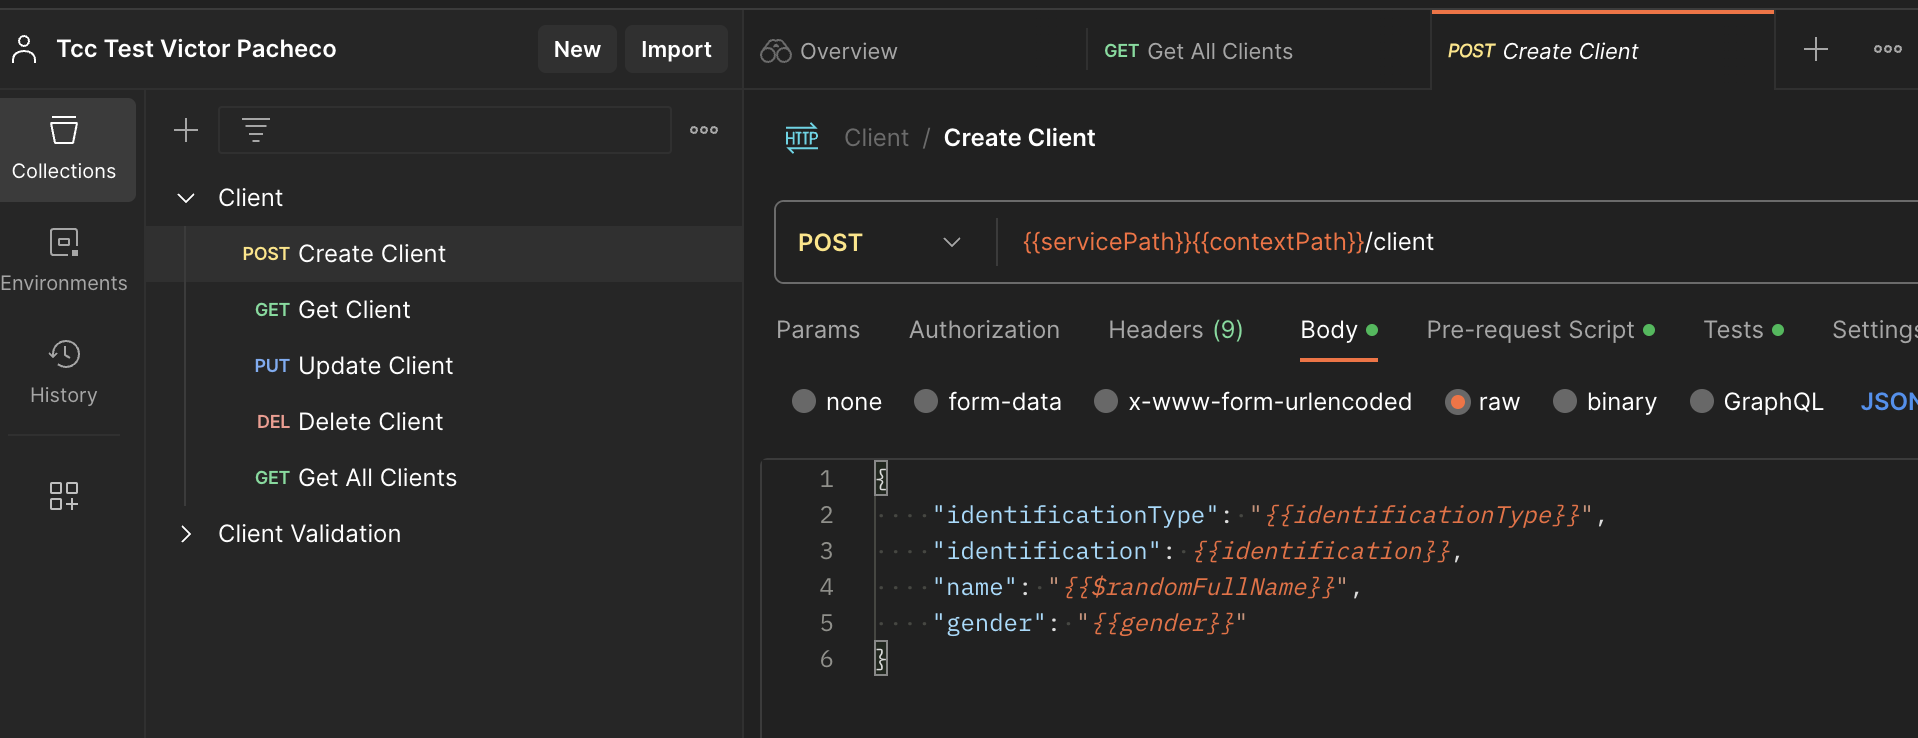 Tcc Test Victor Pacheco
New
Import
Overview
GET Get All Clients
POST Create Client
Collections
Environments
History
Client
POST Create Client
GET Get Client
PUT Update Client
DEL Delete Client
GET Get All Clients
Client Validation
HTTP Client / Create Client
POST {{servicePath}}{{contextPath}}/client
Params Authorization Headers (9) Body Pre-request Script Tests Settings
none form-data x-www-form-urlencoded raw binary GraphQL JSON
1 {
2 "identificationType": "{{identificationType}}",
3 "identification": {{identification}},
4 "name": "{{$randomFullName}}",
5 "gender": "{{gender}}"
6 }